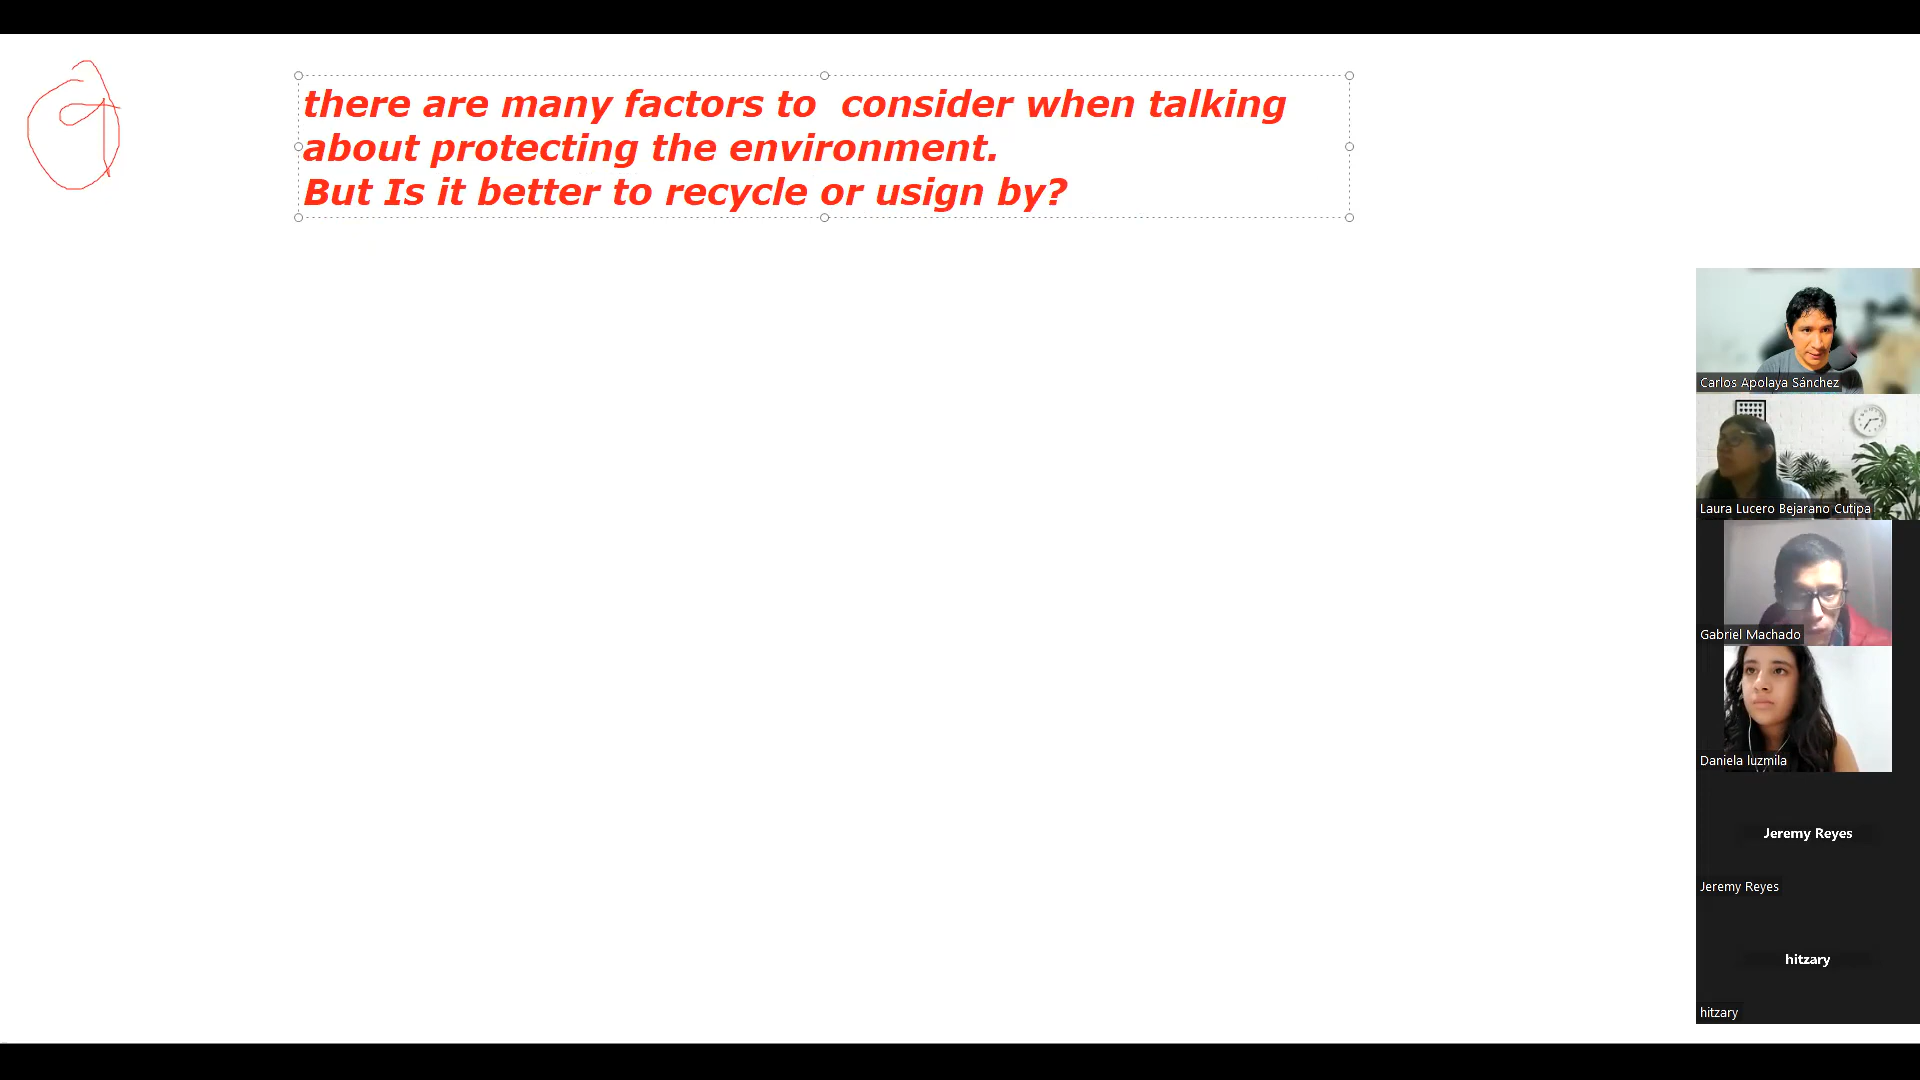 there are many factors to  consider when talking
about protecting the environment.
But Is it better to recycle or usign by?
Carlos Apolaya Sánchez
Laura Lucero Bejarano Cutipa
Gabriel Machado
Daniela luzmila
Jeremy Reyes
Jeremy Reyes
hitzary
hitzary